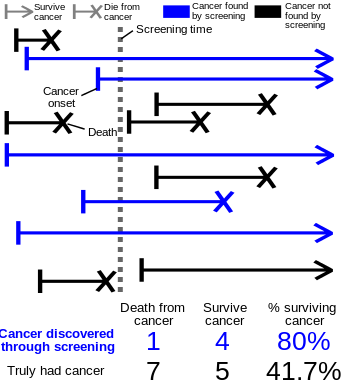 Survive
cancer
Die from
cancer
Cancer found
by screening
Cancer not
found by
screening
Screening time
Cancer
onset
Death
Death from
cancer
Survive
cancer
% surviving
cancer
Cancer discovered
through screening
1 4 80%
Truly had cancer 7 5 41.7%